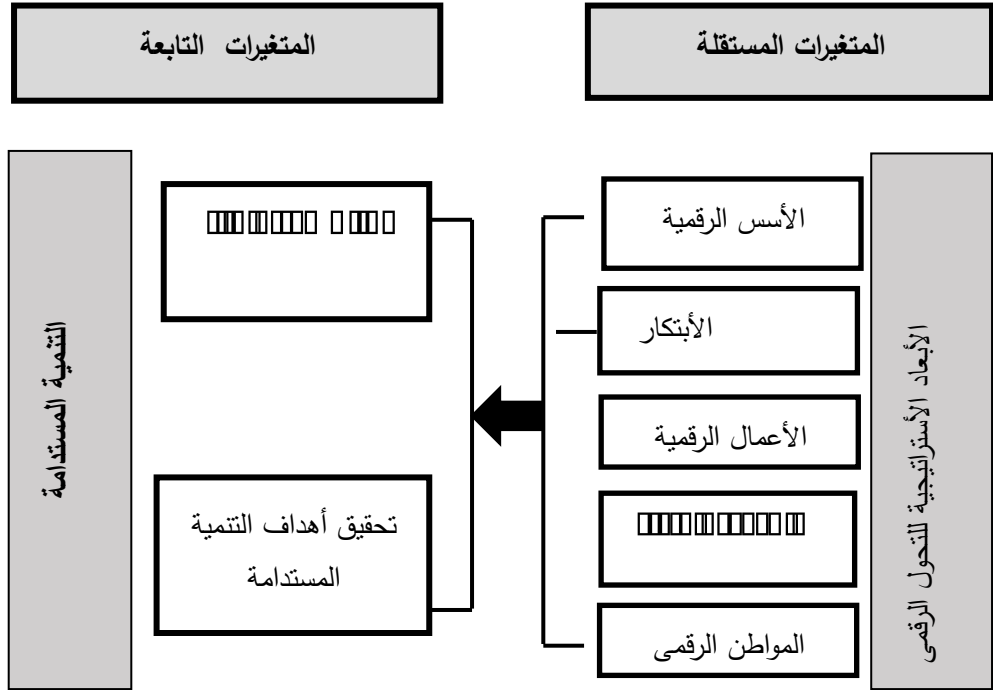 المتغيرات المستقلة
المتغيرات التابعة
الأبعاد الأستراتيجية للتحول الرقمى
الأسس الرقمية
الأبتكار
الأعمال الرقمية
المواطن الرقمى
تحقيق أهداف التنمية
المستدامة
التنمية المستدامة